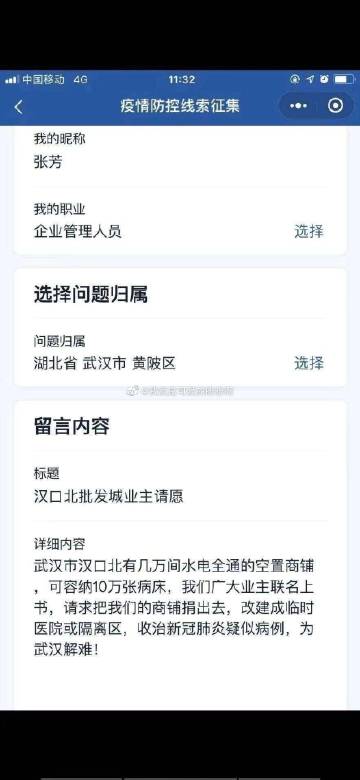 中国移动 4G 11:32
疫情防控线索征集
我的昵称
张芳
我的职业
企业管理人员 选择
选择问题归属
问题归属
湖北省 武汉市 黄陂区 选择
留言内容
标题
汉口北批发城业主请愿
详细内容
武汉市汉口北有几万间水电全通的空置商铺
，可容纳10万张病床，我们广大业主联名上
书，请求把我们的商铺捐出去，改建成临时
医院或隔离区，收治新冠肺炎疑似病例，为
武汉解难！